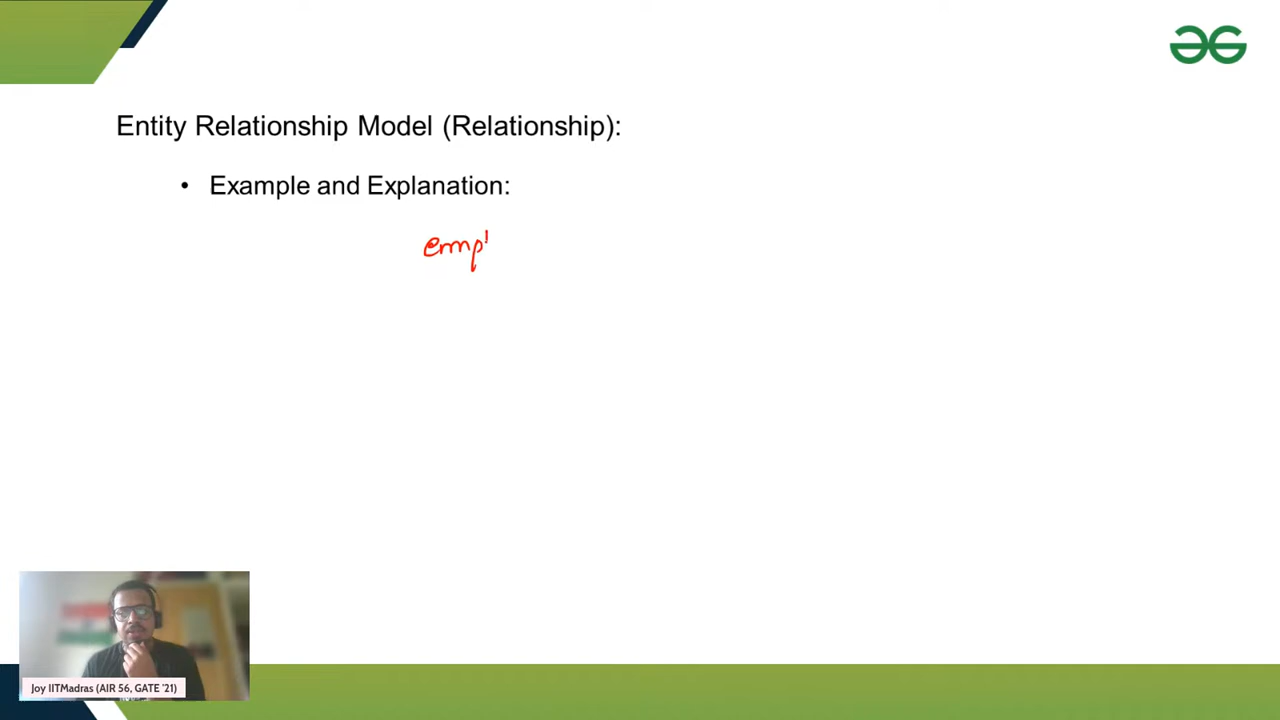 Entity Relationship Model (Relationship):
• Example and Explanation:
emp
Joy IITMadras (AIR 56, GATE '21)